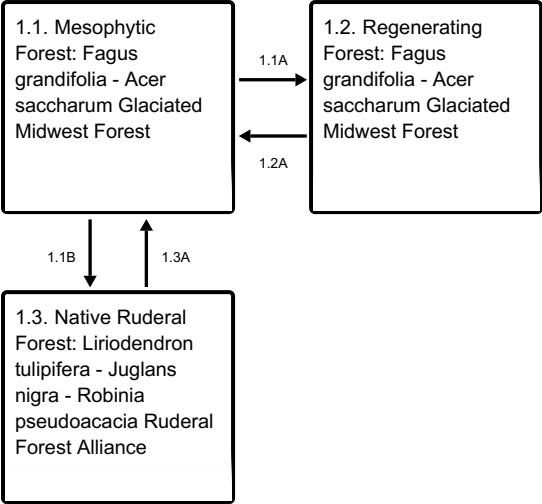 1.1. Mesophytic
Forest: Fagus
grandifolia - Acer
saccharum Glaciated
Midwest Forest
1.1A
1.2A
1.2. Regenerating
Forest: Fagus
grandifolia - Acer
saccharum Glaciated
Midwest Forest
1.1B
1.3A
1.3. Native Ruderal
Forest: Liriodendron
tulipifera - Juglans
nigra - Robinia
pseudoacacia Ruderal
Forest Alliance